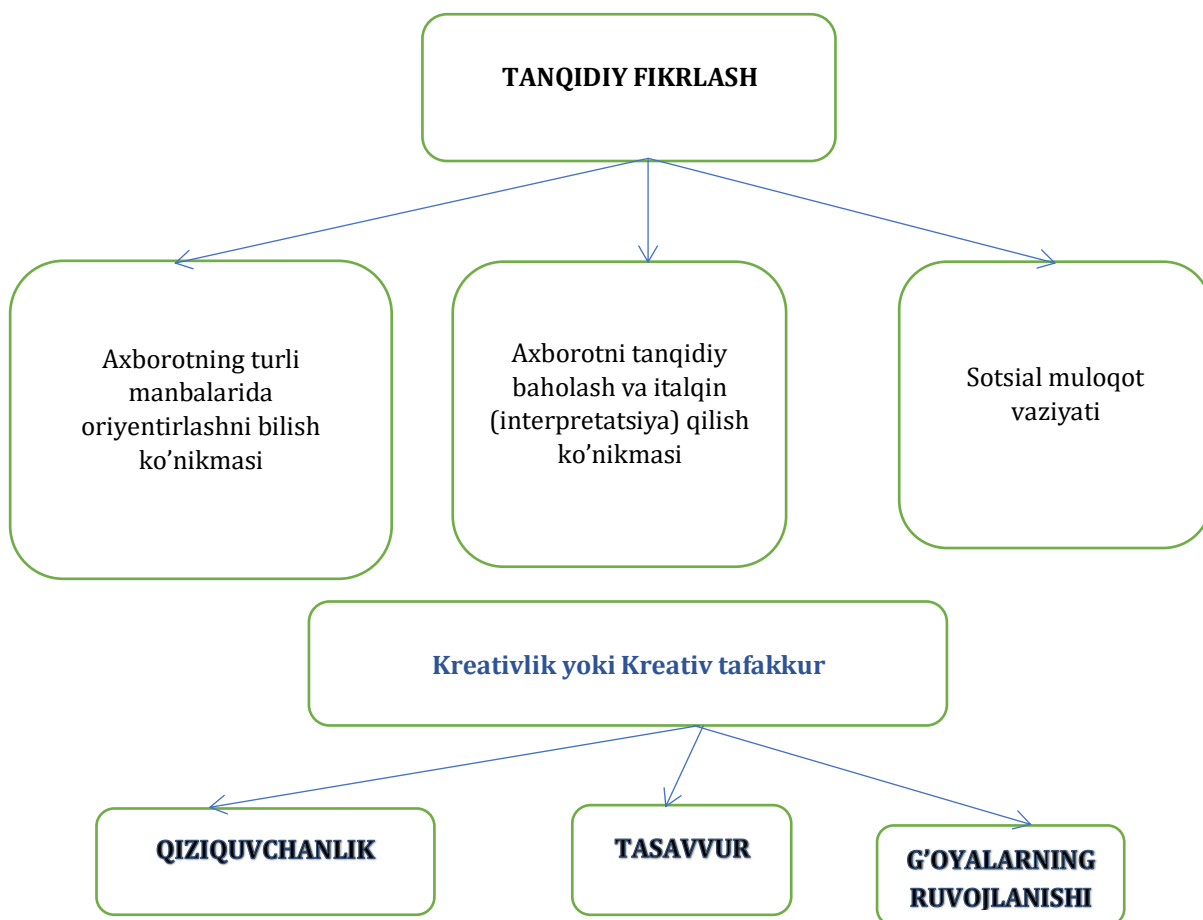 TANQIDIY FIKRLASH
Axborotning turli
manbalarida
oriyentirlashni bilish
ko’nikmasi
Axborotni tanqidiy
baholash va italqin
(interpretatsiya) qilish
ko’nikmasi
Sotsial muloqot
vaziyati
Kreativlik yoki Kreativ tafakkur
QIZIQUVCHANLIK
TASAVVUR
G’OYALARNING
RUVOJLANISHI